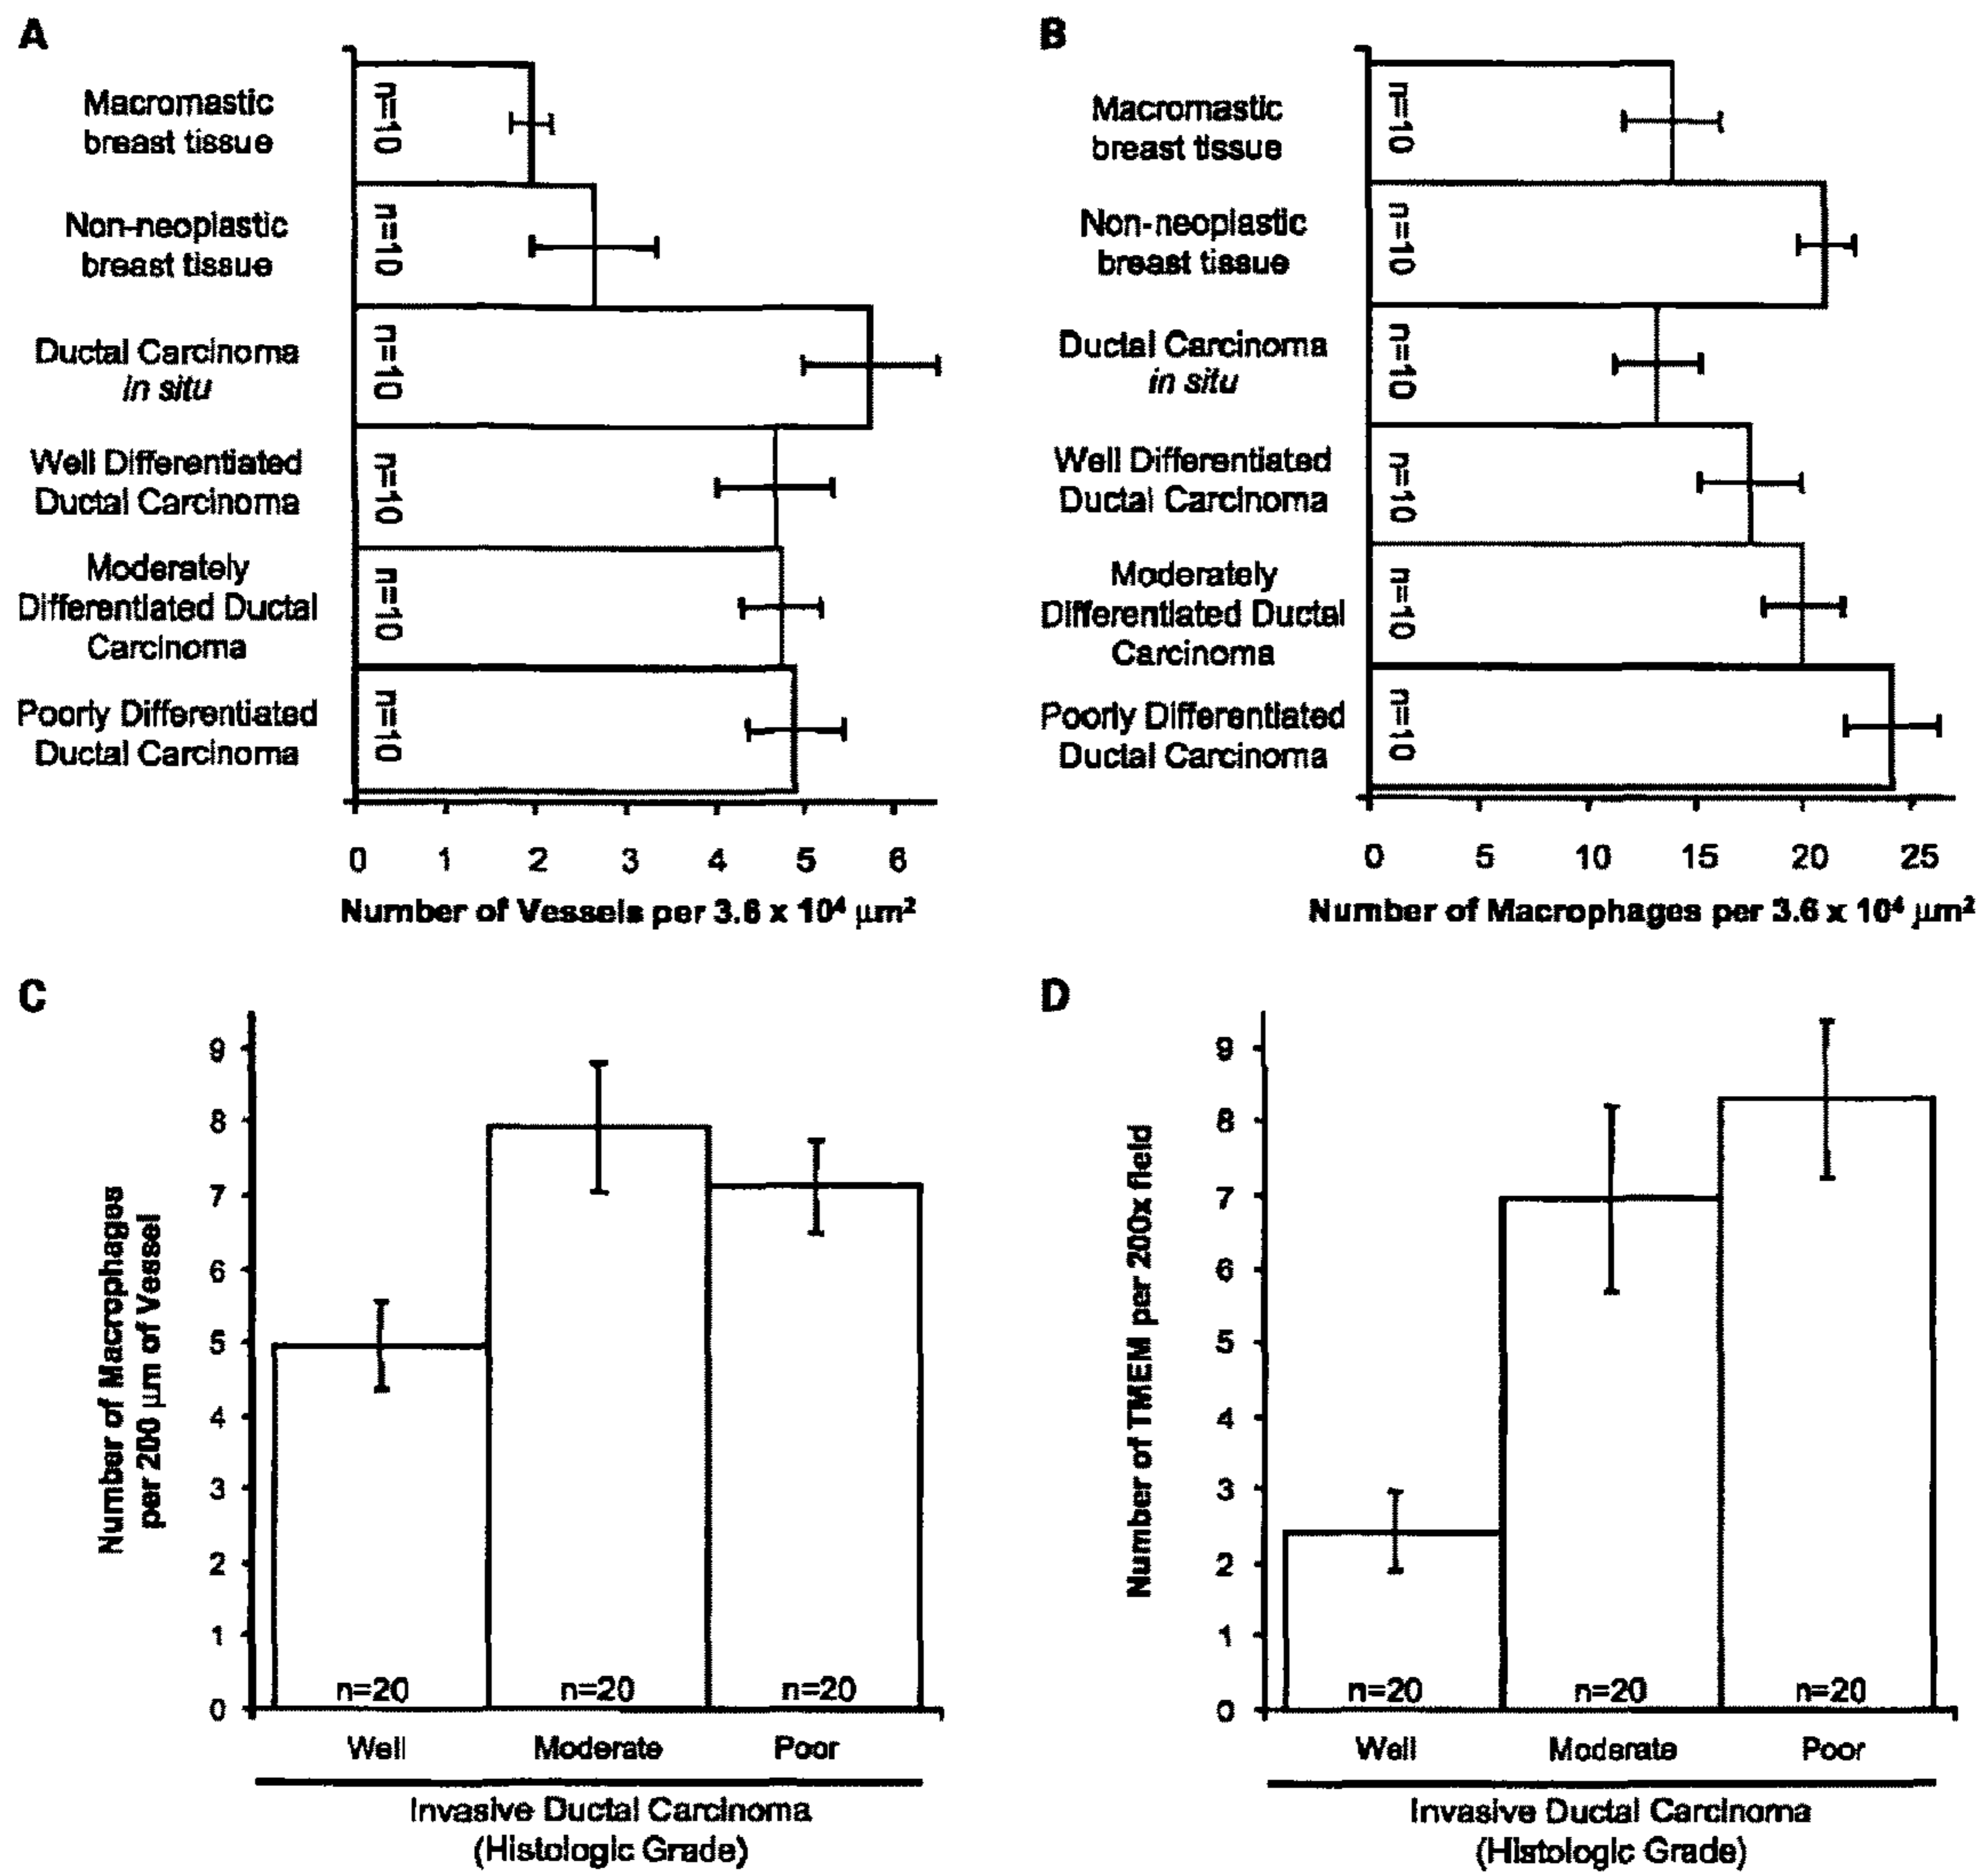 A
Macromastic
breast tissue
n=10
Non-neoplastic
breast tissue
n=10
Ductal Carcinoma
in situ
n=10
Well Differentiated
Ductal Carcinoma
n=10
Moderately
Differentiated Ductal
Carcinoma
n=10
Poorly Differentiated
Ductal Carcinoma
n=10
0 1 2 3 4 5 6
Number of Vessels per 3.6 x 10⁴ µm²
B
Macromastic
breast tissue
n=10
Non-neoplastic
breast tissue
n=10
Ductal Carcinoma
in situ
n=10
Well Differentiated
Ductal Carcinoma
n=10
Moderately
Differentiated Ductal
Carcinoma
n=10
Poorly Differentiated
Ductal Carcinoma
n=10
0 5 10 15 20 25
Number of Macrophages per 3.6 x 10⁴ µm²
C
Number of Macrophages
per 200 µm of Vessel
9
8
7
6
5
4
3
2
1
0
n=20 n=20 n=20
Well Moderate Poor
Invasive Ductal Carcinoma
(Histologic Grade)
D
Number of TMEM per 200x field
9
8
7
6
5
4
3
2
1
0
n=20 n=20 n=20
Well Moderate Poor
Invasive Ductal Carcinoma
(Histologic Grade)